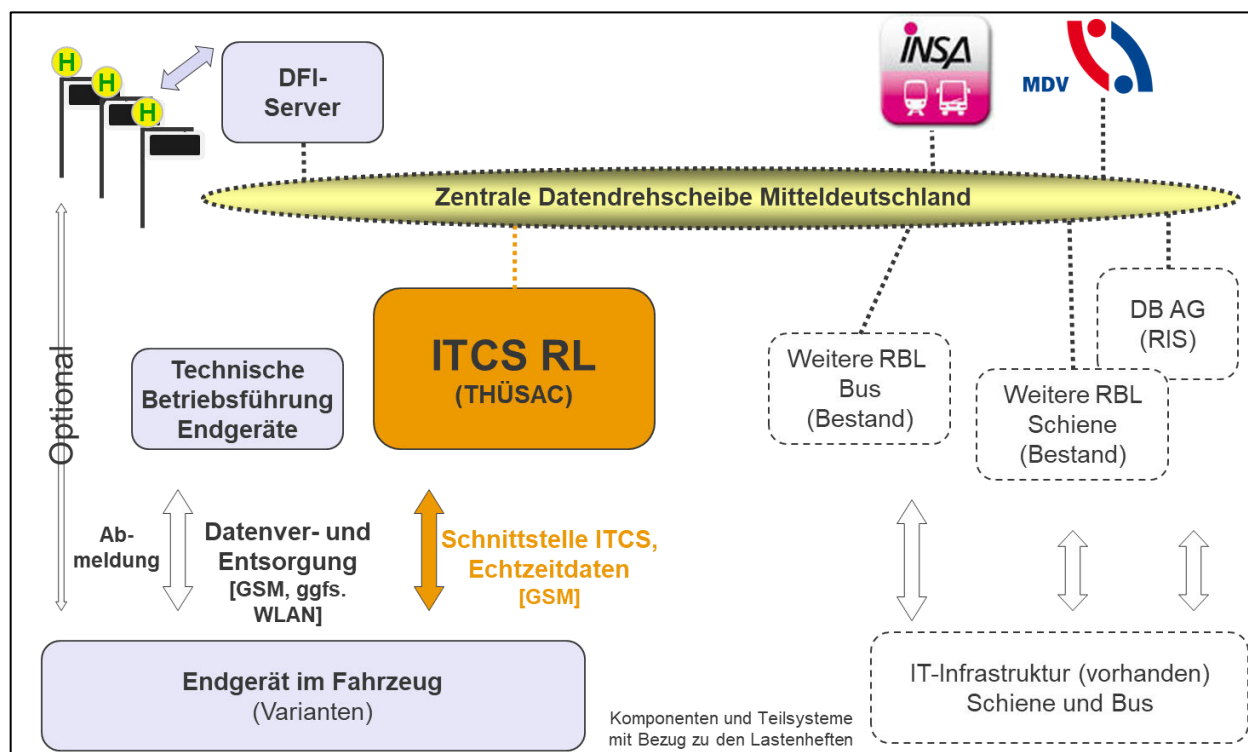 H
H
H
DFI-
Server
iNSA
MDV
Zentrale Datendrehscheibe Mitteldeutschland
Optional
Technische
Betriebsführung
Endgeräte
ITCS RL
(THÜSAC)
Weitere RBL
Bus
(Bestand)
DB AG
(RIS)
Weitere RBL
Schiene
(Bestand)
Ab-
meldung
Datenver- und
Entsorgung
[GSM, ggfs.
WLAN]
Schnittstelle ITCS,
Echtzeitdaten
[GSM]
Endgerät im Fahrzeug
(Varianten)
Komponenten und Teilsysteme
mit Bezug zu den Lastenheften
IT-Infrastruktur (vorhanden)
Schiene und Bus